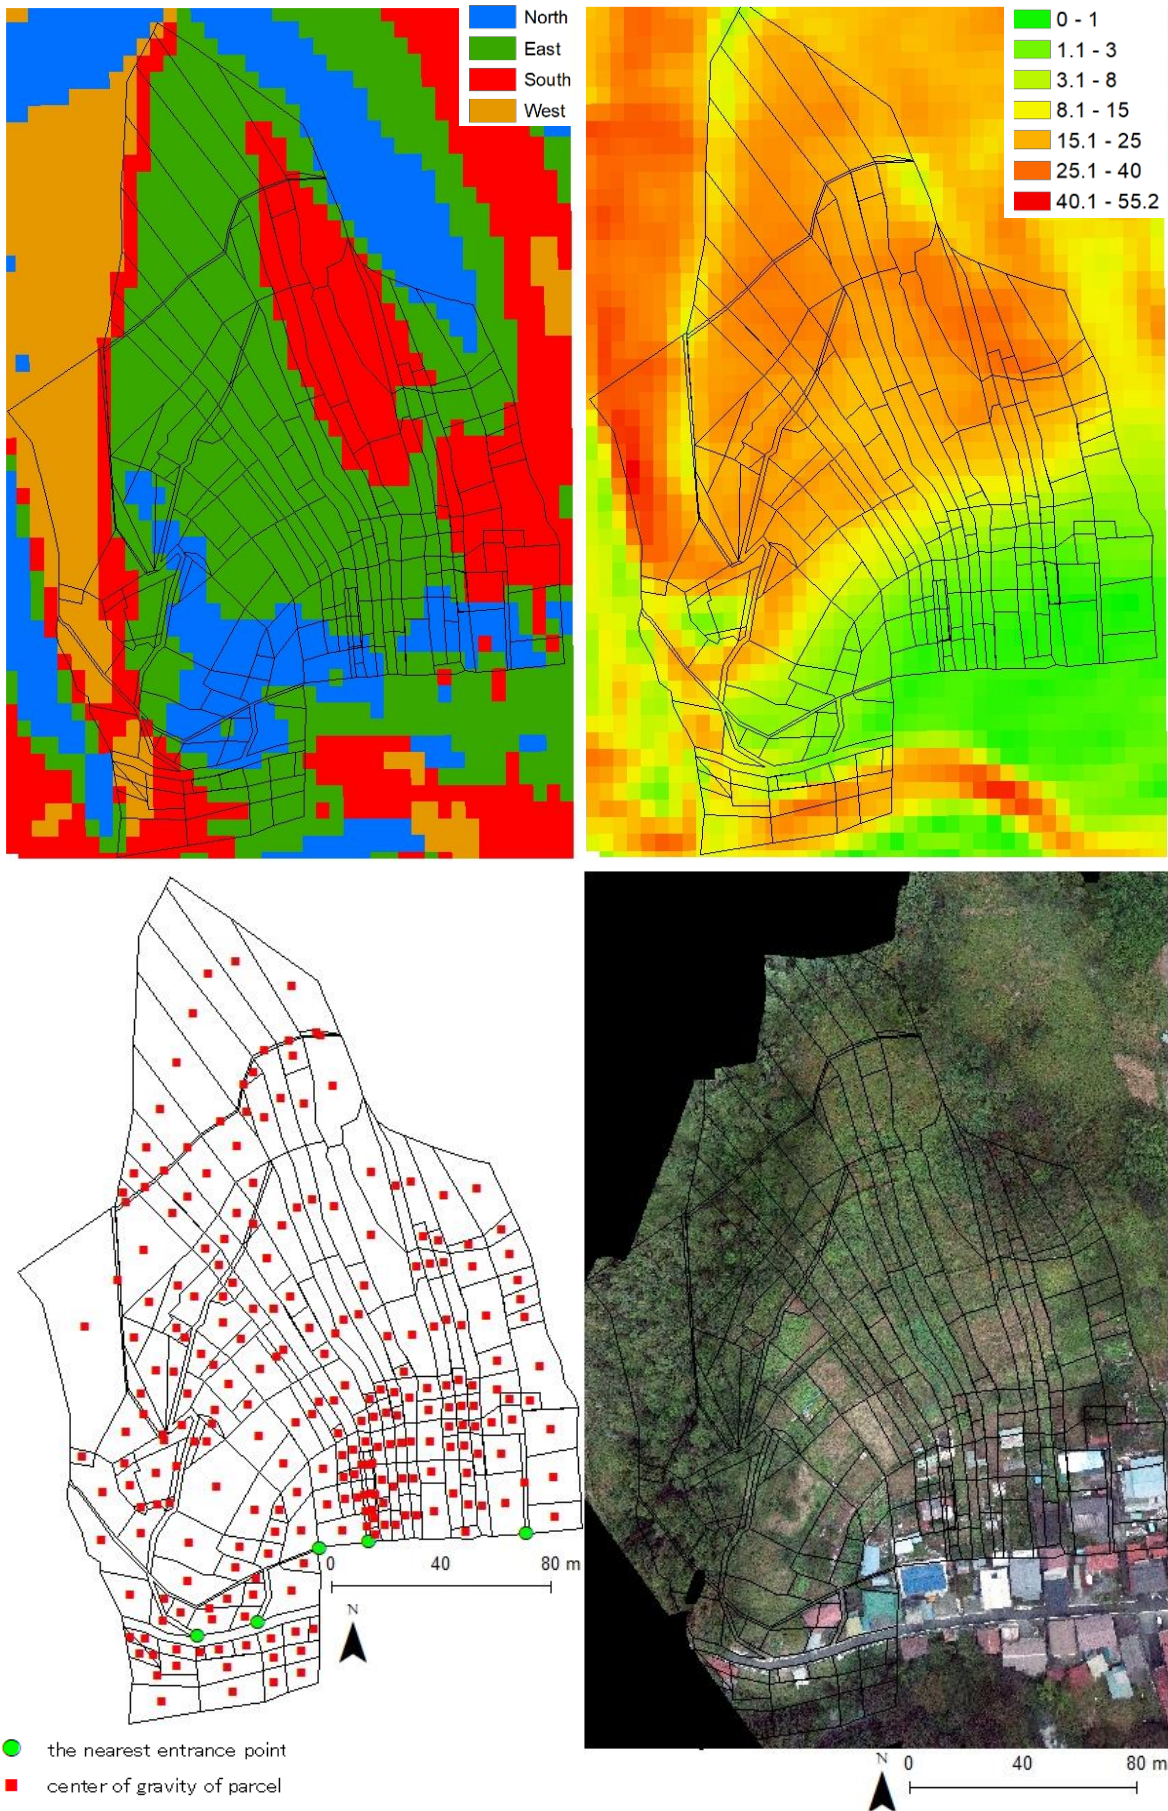 North
East
South
West
0 - 1
1.1 - 3
3.1 - 8
8.1 - 15
15.1 - 25
25.1 - 40
40.1 - 55.2
0 40 80 m
N
the nearest entrance point
center of gravity of parcel
N
0 40 80 m